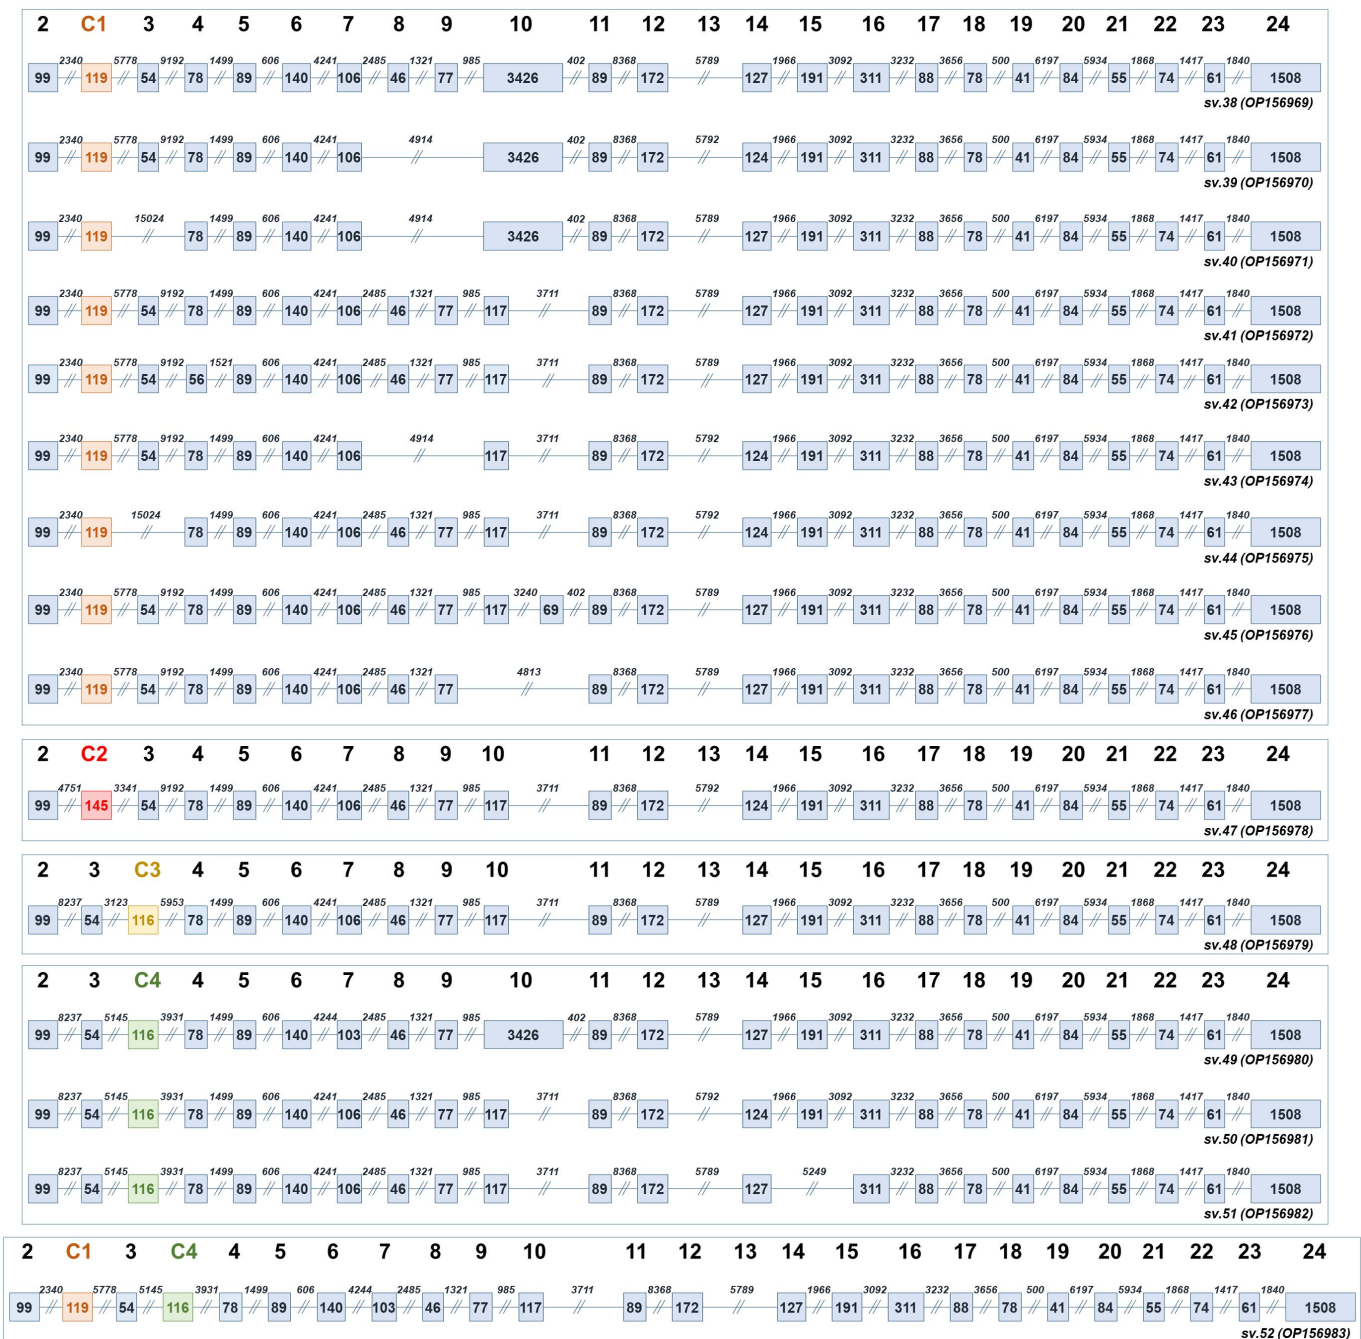 2 C1 3 4 5 6 7 8 9 10 11 12 13 14 15 16 17 18 19 20 21 22 23 24
2340 5778 9192 1499 606 4241 2485 1321 985 402 8368 5789 1966 3092 3232 3656 500 6197 5934 1868 1417 1840
99 119 54 78 89 140 106 46 77 3426 89 172 127 191 311 88 78 41 84 55 74 61 1508
sv.38 (OP156969)
2340 5778 9192 1499 606 4241 4914 402 8368 5792 1966 3092 3232 3656 500 6197 5934 1868 1417 1840
99 119 54 78 89 140 106 3426 89 172 124 191 311 88 78 41 84 55 74 61 1508
sv.39 (OP156970)
2340 15024 1499 606 4241 4914 402 8368 5789 1966 3092 3232 3656 500 6197 5934 1868 1417 1840
99 119 78 89 140 106 3426 89 172 127 191 311 88 78 41 84 55 74 61 1508
sv.40 (OP156971)
2340 5778 9192 1499 606 4241 2485 1321 985 3711 8368 5789 1966 3092 3232 3656 500 6197 5934 1868 1417 1840
99 119 54 78 89 140 106 46 77 117 89 172 127 191 311 88 78 41 84 55 74 61 1508
sv.41 (OP156972)
2340 5778 9192 1521 606 4241 2485 1321 985 3711 8368 5789 1966 3092 3232 3656 500 6197 5934 1868 1417 1840
99 119 54 56 89 140 106 46 77 117 89 172 127 191 311 88 78 41 84 55 74 61 1508
sv.42 (OP156973)
2340 5778 9192 1499 606 4241 4914 3711 8368 5792 1966 3092 3232 3656 500 6197 5934 1868 1417 1840
99 119 54 78 89 140 106 117 89 172 124 191 311 88 78 41 84 55 74 61 1508
sv.43 (OP156974)
2340 15024 1499 606 4241 2485 1321 985 3711 8368 5792 1966 3092 3232 3656 500 6197 5934 1868 1417 1840
99 119 78 89 140 106 46 77 117 89 172 124 191 311 88 78 41 84 55 74 61 1508
sv.44 (OP156975)
2340 5778 9192 1499 606 4241 2485 1321 985 3240 402 8368 5789 1966 3092 3232 3656 500 6197 5934 1868 1417 1840
99 119 54 78 89 140 106 46 77 117 69 89 172 127 191 311 88 78 41 84 55 74 61 1508
sv.45 (OP156976)
2340 5778 9192 1499 606 4241 2485 1321 4813 8368 5789 1966 3092 3232 3656 500 6197 5934 1868 1417 1840
99 119 54 78 89 140 106 46 77 89 172 127 191 311 88 78 41 84 55 74 61 1508
sv.46 (OP156977)
2 C2 3 4 5 6 7 8 9 10 11 12 13 14 15 16 17 18 19 20 21 22 23 24
4751 3341 9192 1499 606 4241 2485 1321 985 3711 8368 5792 1966 3092 3232 3656 500 6197 5934 1868 1417 1840
99 145 54 78 89 140 106 46 77 117 89 172 124 191 311 88 78 41 84 55 74 61 1508
sv.47 (OP156978)
2 3 C3 4 5 6 7 8 9 10 11 12 13 14 15 16 17 18 19 20 21 22 23 24
8237 3123 5953 1499 606 4241 2485 1321 985 3711 8368 5789 1966 3092 3232 3656 500 6197 5934 1868 1417 1840
99 54 116 78 89 140 106 46 77 117 89 172 127 191 311 88 78 41 84 55 74 61 1508
sv.48 (OP156979)
2 3 C4 4 5 6 7 8 9 10 11 12 13 14 15 16 17 18 19 20 21 22 23 24
8237 5145 3931 1499 606 4244 2485 1321 985 402 8368 5789 1966 3092 3232 3656 500 6197 5934 1868 1417 1840
99 54 116 78 89 140 103 46 77 3426 89 172 127 191 311 88 78 41 84 55 74 61 1508
sv.49 (OP156980)
8237 5145 3931 1499 606 4241 2485 1321 985 3711 8368 5792 1966 3092 3232 3656 500 6197 5934 1868 1417 1840
99 54 116 78 89 140 106 46 77 117 89 172 124 191 311 88 78 41 84 55 74 61 1508
sv.50 (OP156981)
8237 5145 3931 1499 606 4241 2485 1321 985 3711 8368 5789 5249 3232 3656 500 6197 5934 1868 1417 1840
99 54 116 78 89 140 106 46 77 117 89 172 127 311 88 78 41 84 55 74 61 1508
sv.51 (OP156982)
2 C1 3 C4 4 5 6 7 8 9 10 11 12 13 14 15 16 17 18 19 20 21 22 23 24
2340 5778 5145 3931 1499 606 4244 2485 1321 985 3711 8368 5789 1966 3092 3232 3656 500 6197 5934 1868 1417 1840
99 119 54 116 78 89 140 103 46 77 117 89 172 127 191 311 88 78 41 84 55 74 61 1508
sv.52 (OP156983)